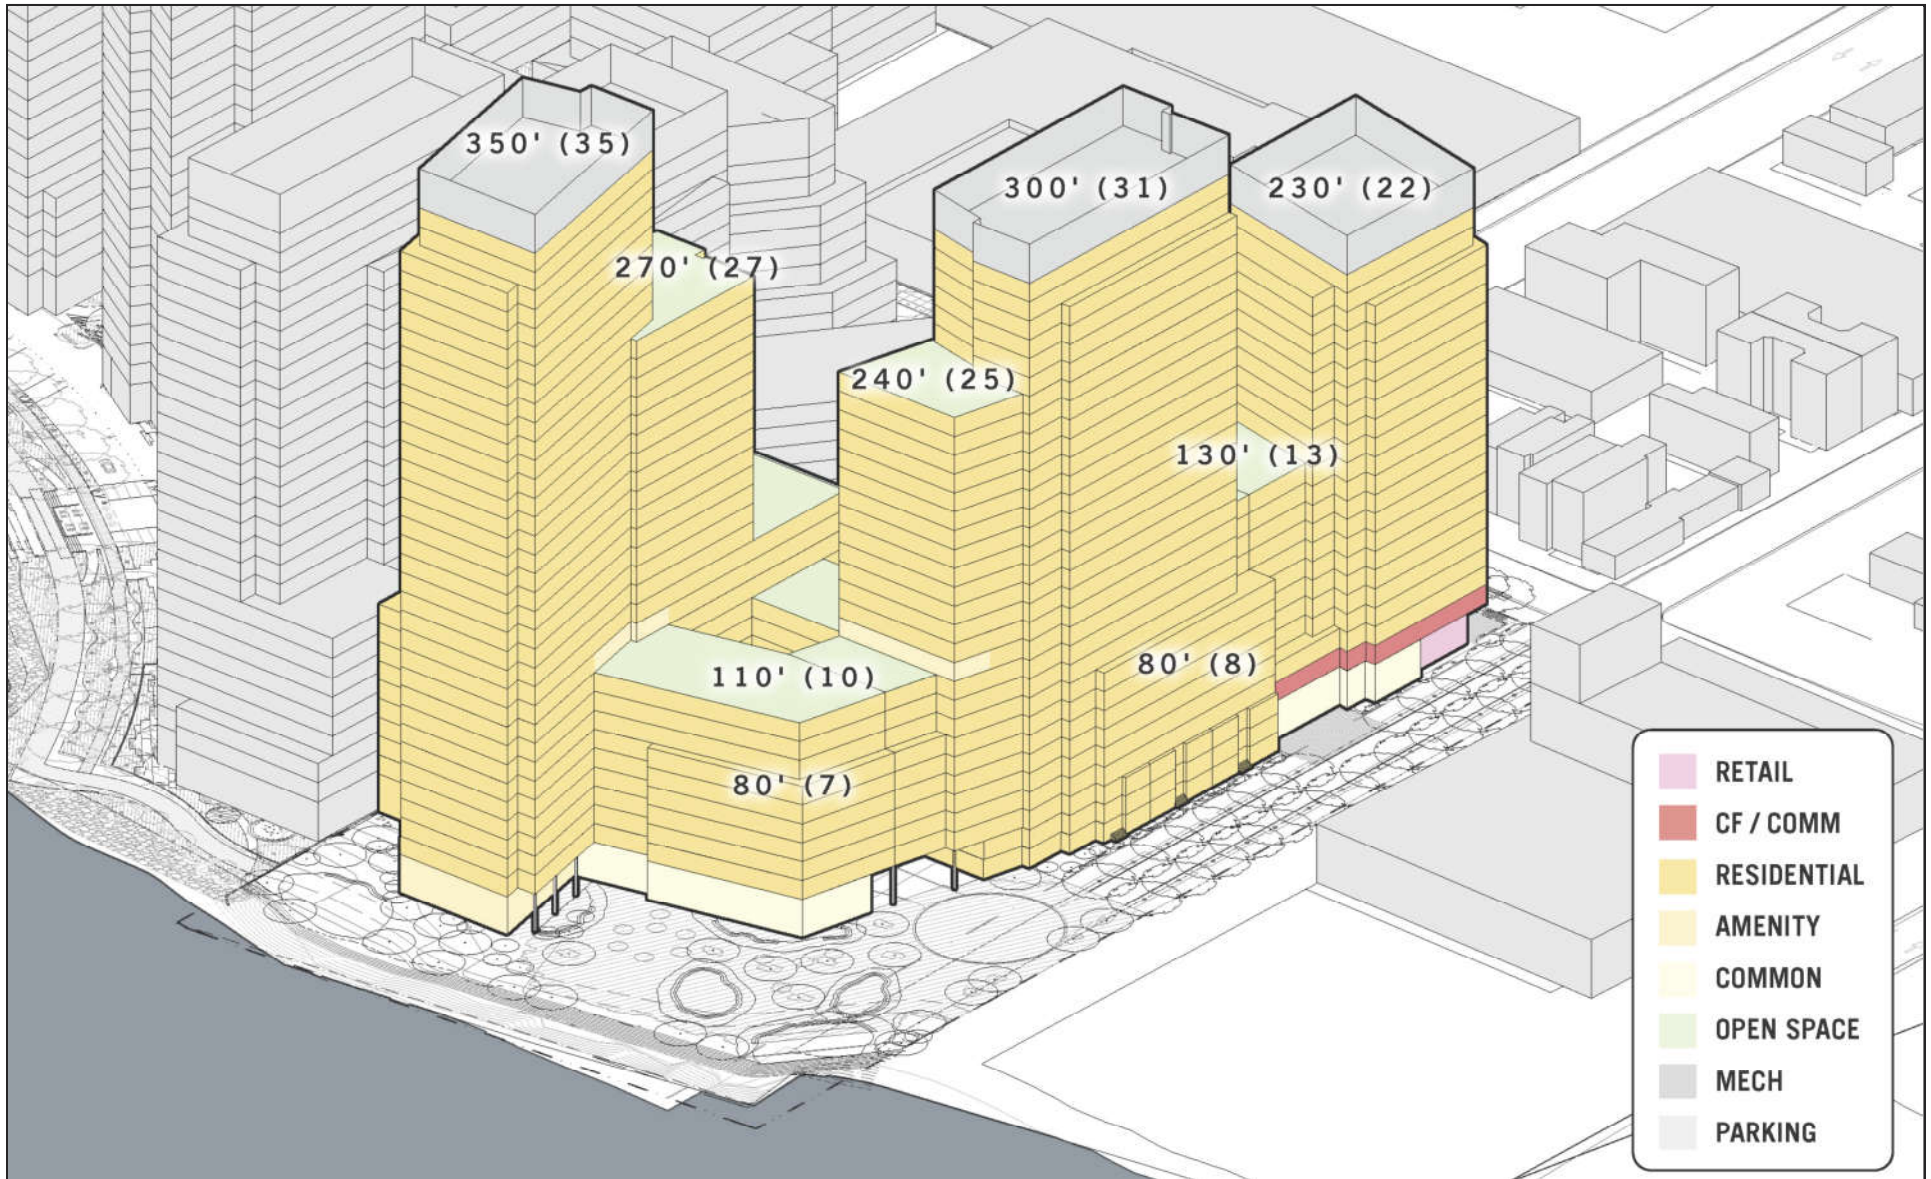 350' (35)
300' (31)
230' (22)
270' (27)
240' (25)
130' (13)
110' (10)
80' (8)
80' (7)
RETAIL
CF / COMM
RESIDENTIAL
AMENITY
COMMON
OPEN SPACE
MECH
PARKING